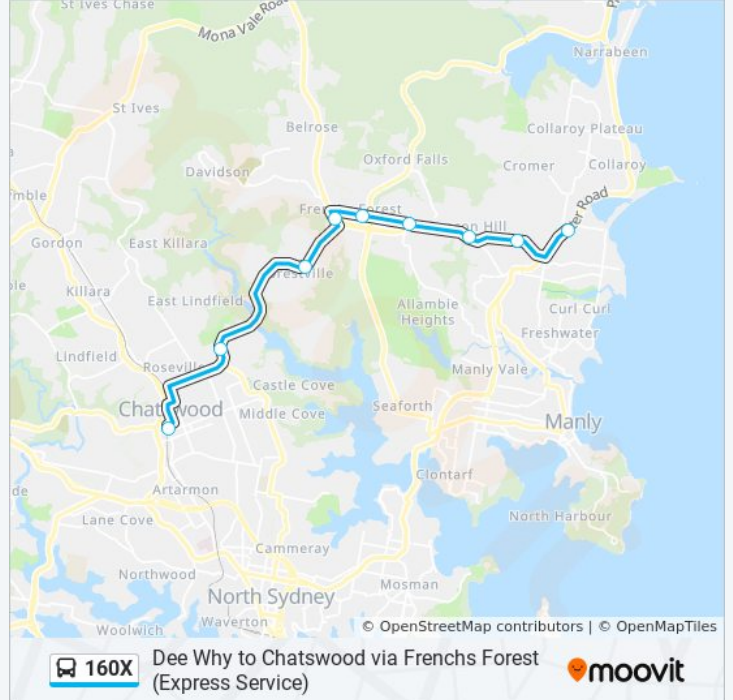 St Ives Chase
Mona Vale Road
Narrabeen
St Ives
Belrose
Collaroy Plateau
Oxford Falls
Cromer
Collaroy
Davidson
Gordon
East Killara
Killara
East Lindfield
Allambie
Heights
Curl Curl
Freshwater
Lindfield
Roseville
Manly Vale
Castle Cove
Chatswood
Middle Cove
Seaforth
Manly
Clontarf
Artarmon
North Harbour
Lane Cove
Cammeray
Northwood
Mosman
North Sydney
Waverton
Woolwich
© OpenStreetMap contributors | © OpenMapTiles
160X
Dee Why to Chatswood via Frenchs Forest
(Express Service)
moovit